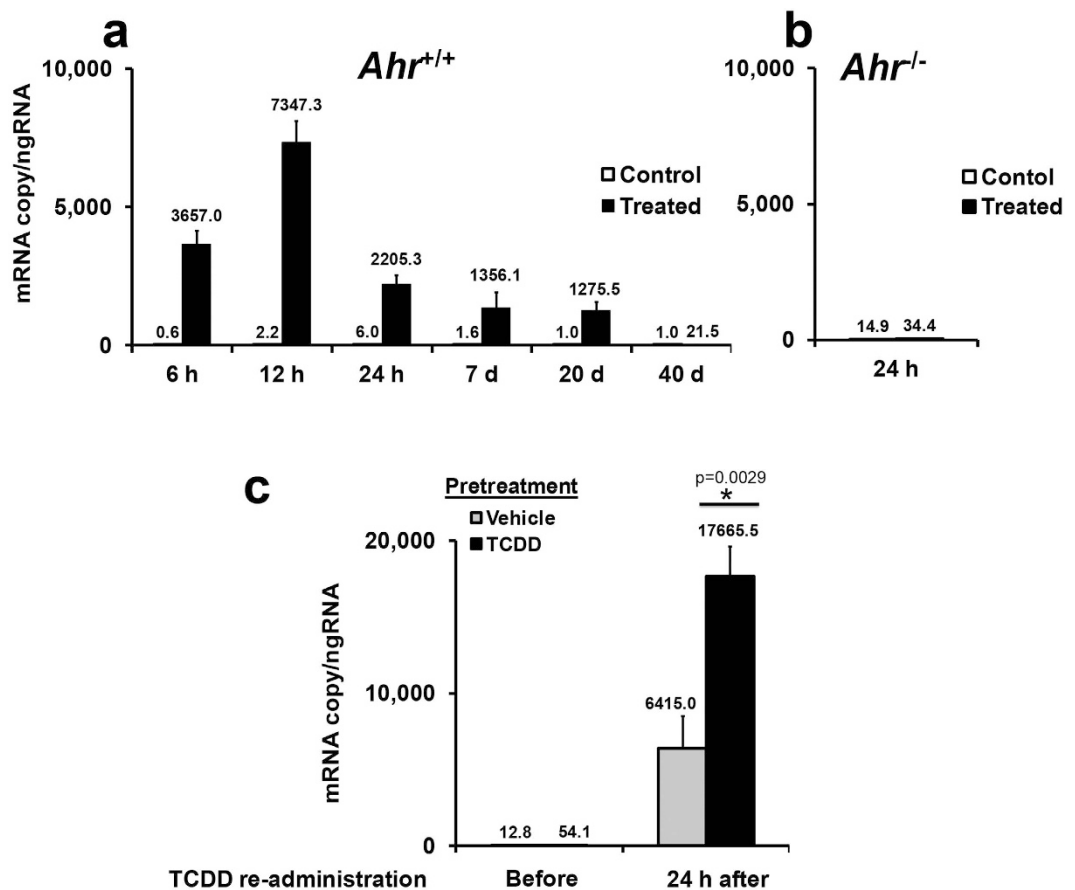 a
Ahr+/+
mRNA copy/ngRNA
10,000
5,000
0
7347.3
3657.0
2205.3
1356.1
1275.5
0.6
2.2
6.0
1.6
1.0
1.0 21.5
Control
Treated
6 h 12 h 24 h 7 d 20 d 40 d
b
Ahr-/-
10,000
5,000
0
Contol
Treated
14.9 34.4
24 h
c
Pretreatment
Vehicle
TCDD
p=0.0029
*
17665.5
mRNA copy/ngRNA
20,000
10,000
0
6415.0
12.8 54.1
TCDD re-administration Before 24 h after